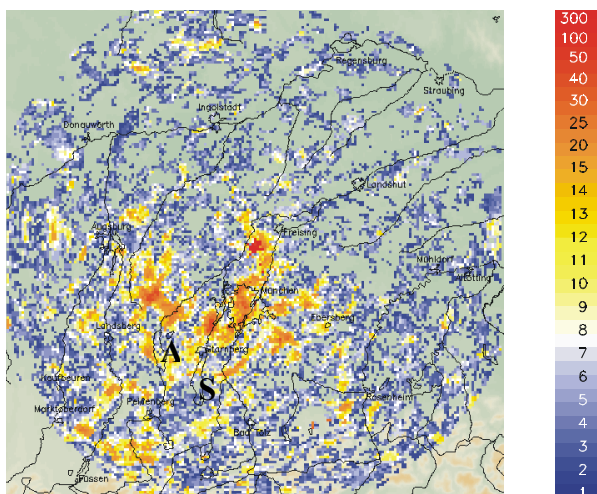 Regensburg
Straubing
Ingolstadt
Donauwörth
Landshut
Augsburg
Freising
Mühldorf
Altötting
München
Ebersberg
Landsberg
A
Starnberg
Kaufbeuren
S
Peißenberg
Rosenheim
Marktoberdorf
Bad Tölz
Füssen
300
100
50
40
30
25
20
15
14
13
12
11
10
9
8
7
6
5
4
3
2
1